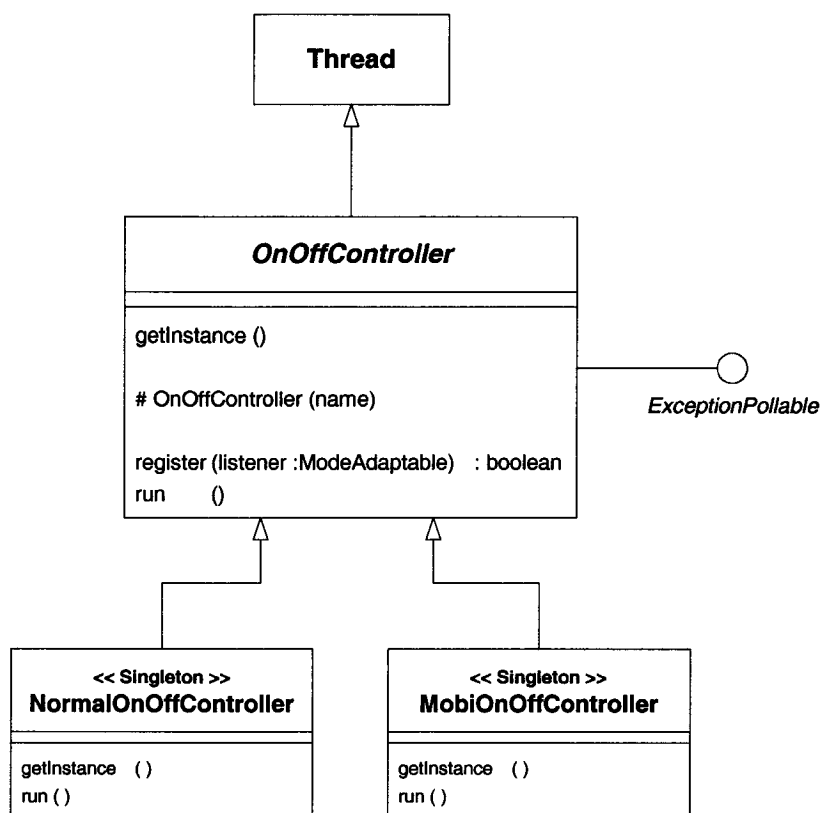 Thread
OnOffController
getInstance ()
# OnOffController (name)
register (listener :ModeAdaptable) : boolean
run ()
ExceptionPollable
<< Singleton >>
NormalOnOffController
getInstance ()
run ()
<< Singleton >>
MobiOnOffController
getInstance ()
run ()